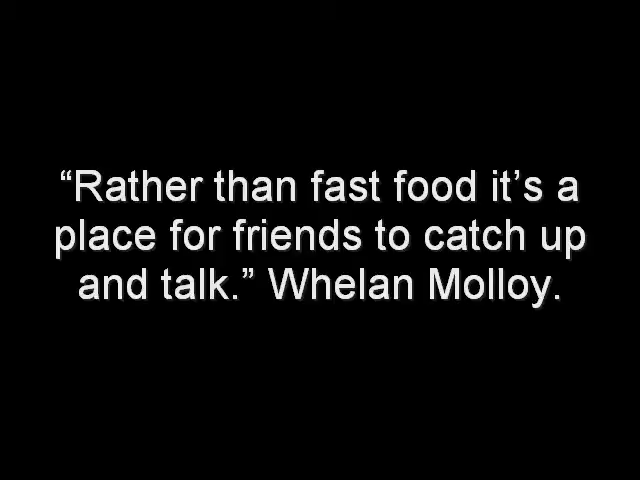 “Rather than fast food it’s a
place for friends to catch up
and talk.” Whelan Molloy.